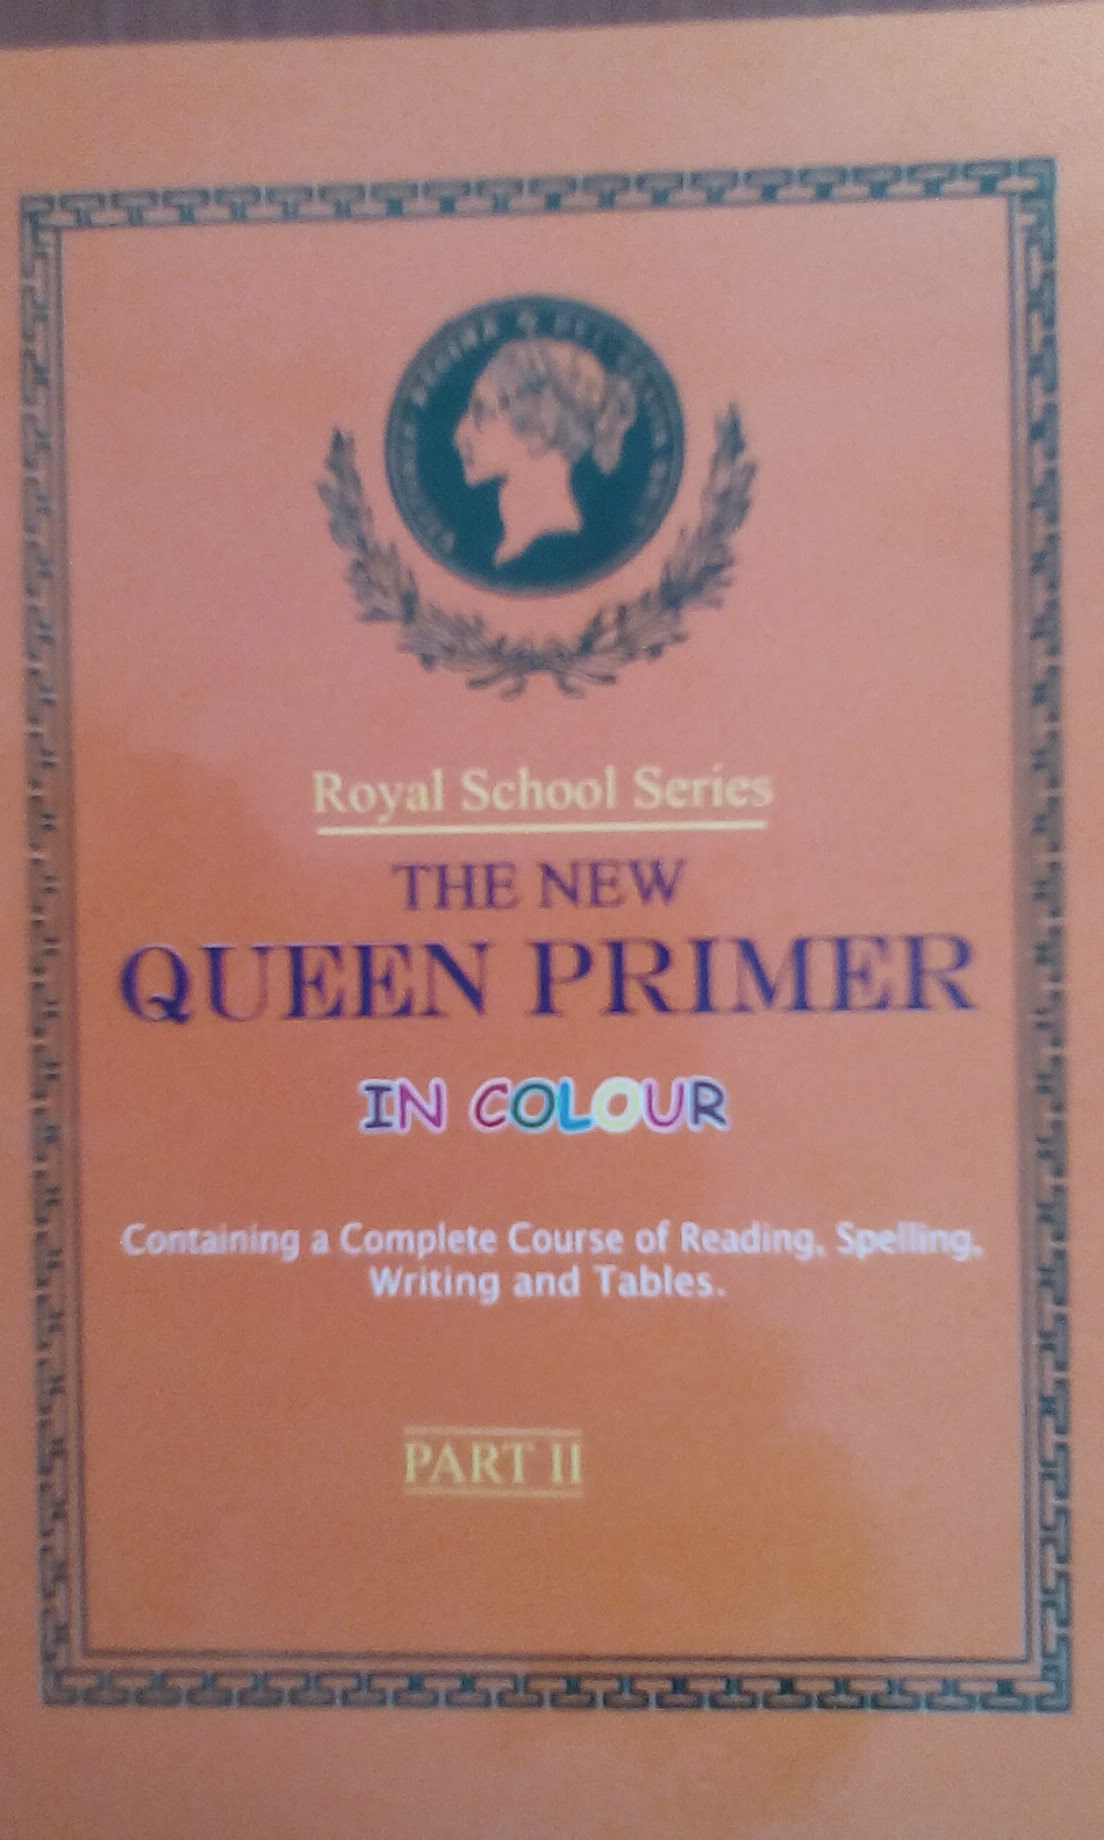 Royal School Series
THE NEW
QUEEN PRIMER
IN COLOUR
Containing a Complete Course of Reading, Spelling,
Writing and Tables.
PART II